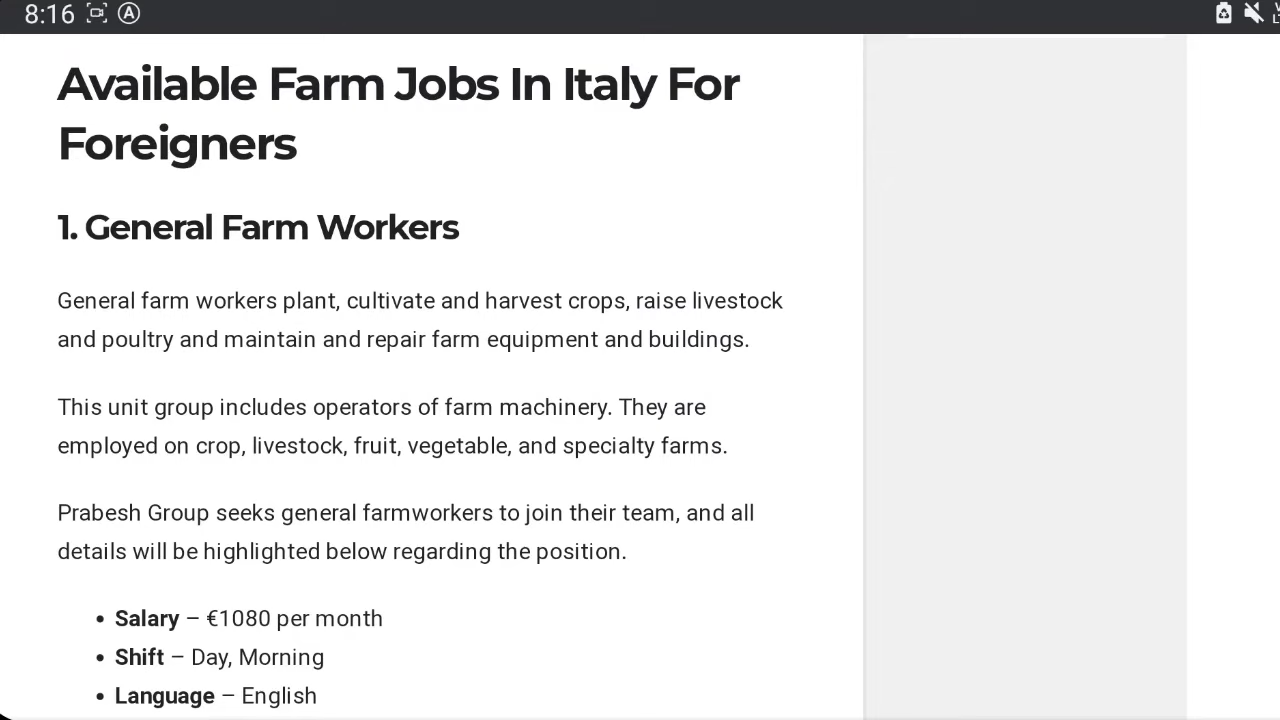 8:16
Available Farm Jobs In Italy For
Foreigners
1. General Farm Workers
General farm workers plant, cultivate and harvest crops, raise livestock
and poultry and maintain and repair farm equipment and buildings.
This unit group includes operators of farm machinery. They are
employed on crop, livestock, fruit, vegetable, and specialty farms.
Prabesh Group seeks general farmworkers to join their team, and all
details will be highlighted below regarding the position.
• Salary – €1080 per month
• Shift – Day, Morning
• Language – English